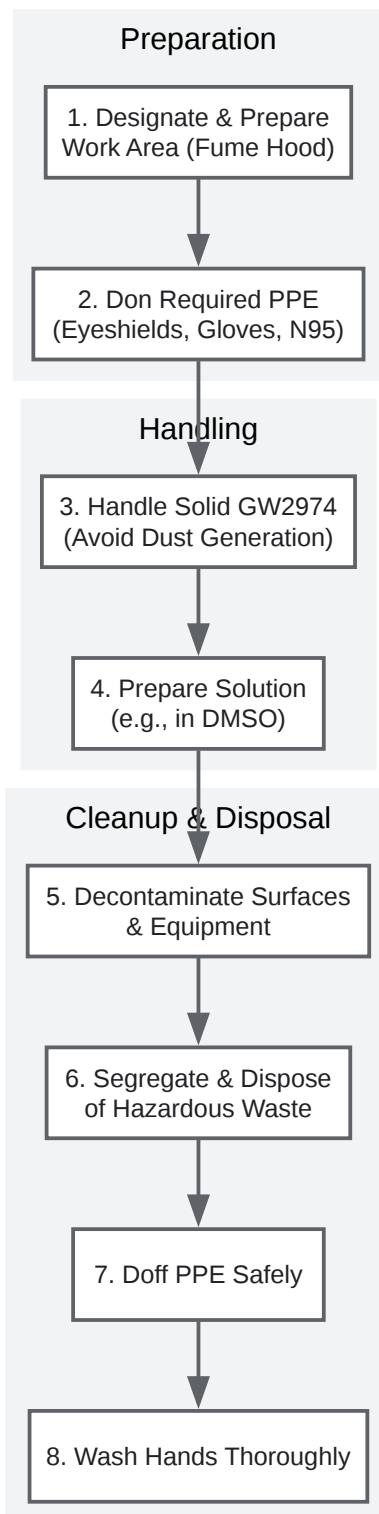 Preparation
1. Designate & Prepare
Work Area (Fume Hood)
2. Don Required PPE
(Eyeshields, Gloves, N95)
Handling
3. Handle Solid GW2974
(Avoid Dust Generation)
4. Prepare Solution
(e.g., in DMSO)
Cleanup & Disposal
5. Decontaminate Surfaces
& Equipment
6. Segregate & Dispose
of Hazardous Waste
7. Doff PPE Safely
8. Wash Hands Thoroughly